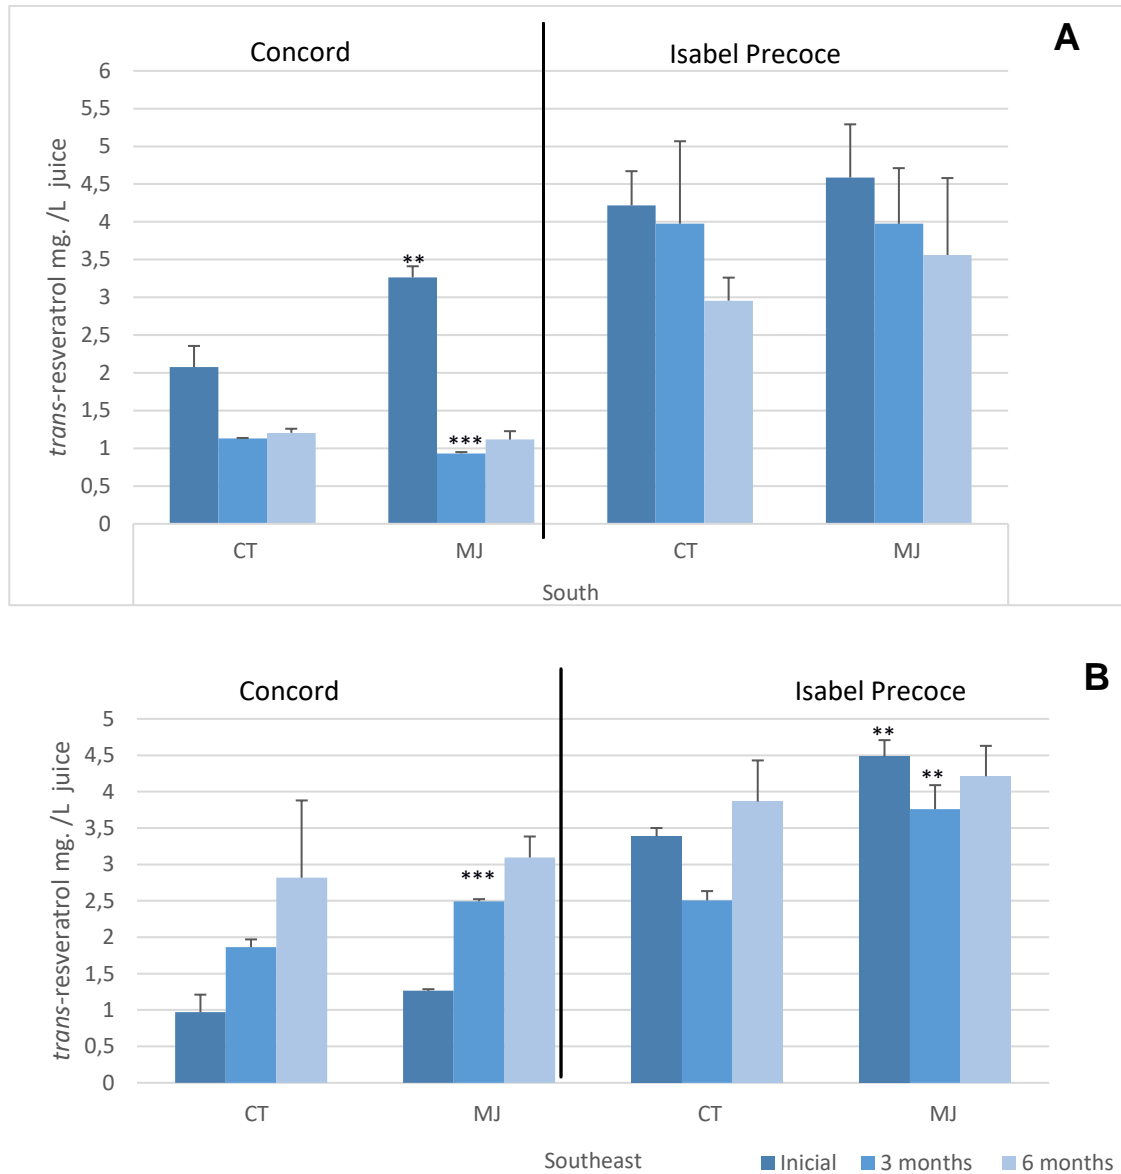 A
Concord Isabel Precoce
6
5,5
5
4,5
4
3,5
3
2,5
2
1,5
1
0,5
0
trans-resveratrol mg. /L juice
**
***
CT MJ CT MJ
South
B
Concord Isabel Precoce
5
4,5
4
3,5
3
2,5
2
1,5
1
0,5
0
trans-resveratrol mg. /L juice
***
**
**
CT MJ CT MJ
Southeast
Inicial 3 months 6 months